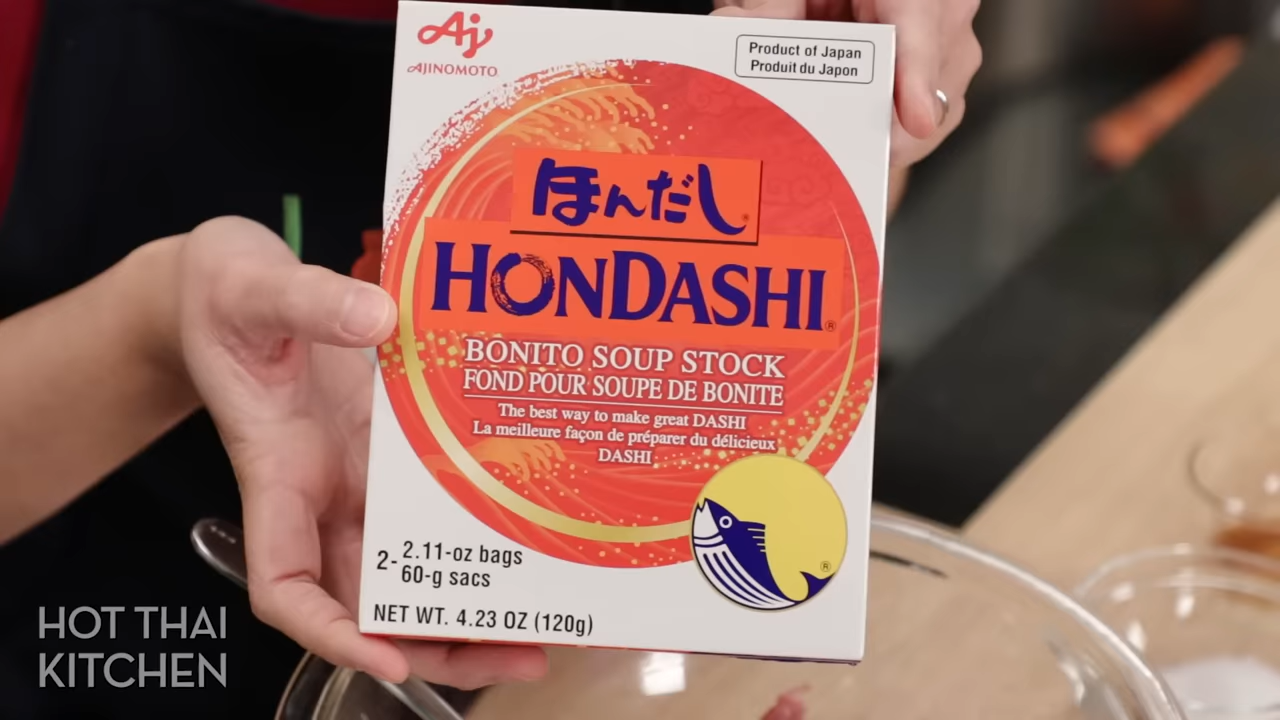 Aj
AJINOMOTO
Product of Japan
Produit du Japon
ほんだし
HONDASHI
BONITO SOUP STOCK
FOND POUR SOUPE DE BONITE
The best way to make great DASHI
La meilleure façon de préparer du délicieux
DASHI
2- 2.11-oz bags
60-g sacs
NET WT. 4.23 OZ (120g)
HOT THAI
KITCHEN